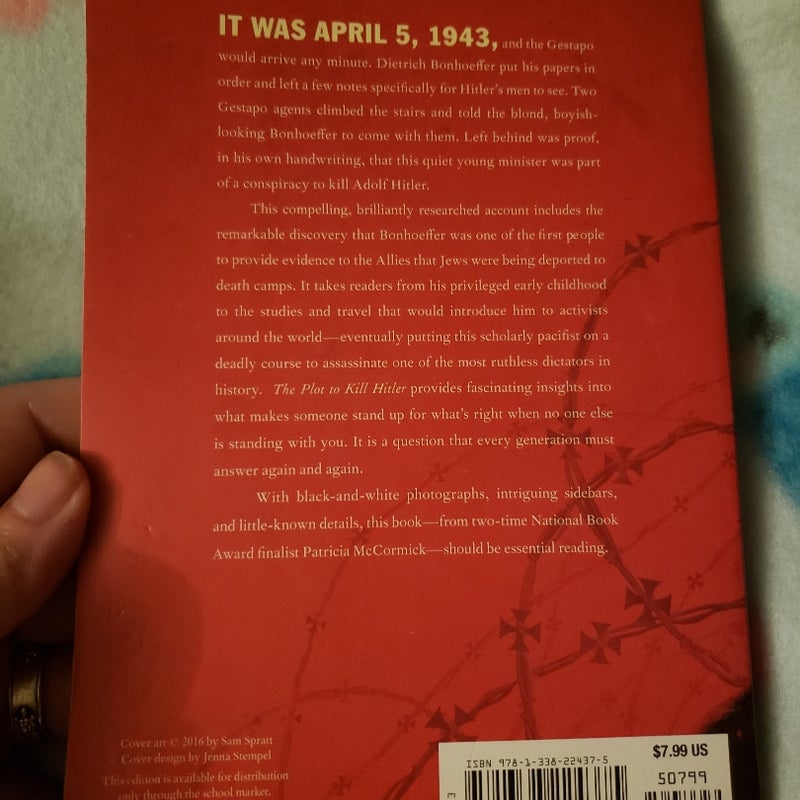 IT WAS APRIL 5, 1943, and the Gestapo
would arrive any minute. Dietrich Bonhoeffer put his papers in
order and left a few notes specifically for Hitler's men to see. Two
Gestapo agents climbed the stairs and told the blond, boyish-
looking Bonhoeffer to come with them. Left behind was proof,
in his own handwriting, that this quiet young minister was part
of a conspiracy to kill Adolf Hitler.
This compelling, brilliantly researched account includes the
remarkable discovery that Bonhoeffer was one of the first people
to provide evidence to the Allies that Jews were being deported to
death camps. It takes readers from his privileged early childhood
to the studies and travel that would introduce him to activists
around the world—eventually putting this scholarly pacifist on a
deadly course to assassinate one of the most ruthless dictators in
history. The Plot to Kill Hitler provides fascinating insights into
what makes someone stand up for what's right when no one else
is standing with you. It is a question that every generation must
answer again and again.
With black-and-white photographs, intriguing sidebars,
and little-known details, this book—from two-time National Book
Award finalist Patricia McCormick—should be essential reading.
Cover art © 2016 by Sam Spratt
Cover design by Jenna Stempel
This edition is available for distribution
only through the school market.
$7.99 US
ISBN 978-1-338-22437-5
50799
3